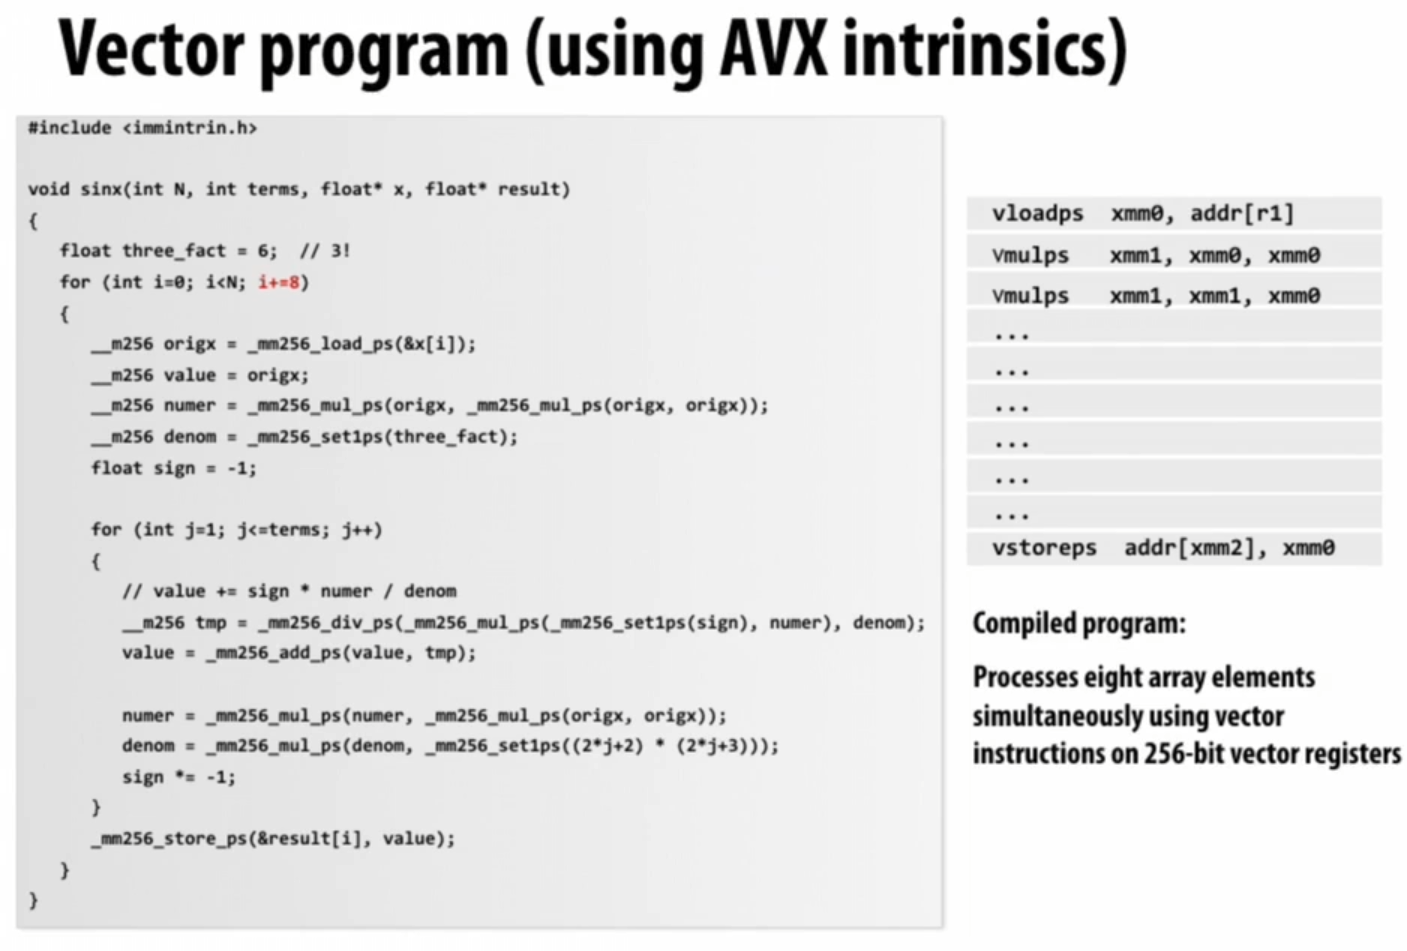 Vector program (using AVX intrinsics)
#include <immintrin.h>
void sinx(int N, int terms, float* x, float* result)
{
float three_fact = 6;  // 3!
for (int i=0; i<N; i+=8)
{
__m256 origx = _mm256_load_ps(&x[i]);
__m256 value = origx;
__m256 numer = _mm256_mul_ps(origx, _mm256_mul_ps(origx, origx));
__m256 denom = _mm256_set1ps(three_fact);
float sign = -1;
for (int j=1; j<=terms; j++)
{
// value += sign * numer / denom
__m256 tmp = _mm256_div_ps(_mm256_mul_ps(_mm256_set1ps(sign), numer), denom);
value = _mm256_add_ps(value, tmp);
numer = _mm256_mul_ps(numer, _mm256_mul_ps(origx, origx));
denom = _mm256_mul_ps(denom, _mm256_set1ps((2*j+2) * (2*j+3)));
sign *= -1;
}
_mm256_store_ps(&result[i], value);
}
}
vloadps xmm0, addr[r1]
vmulps xmm1, xmm0, xmm0
vmulps xmm1, xmm1, xmm0
...
...
...
...
...
...
vstoreps addr[xmm2], xmm0
Compiled program:
Processes eight array elements
simultaneously using vector
instructions on 256-bit vector registers